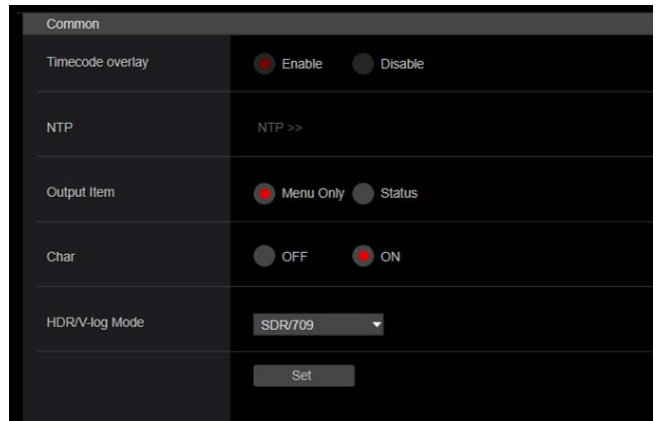 Common
Timecode overlay Enable Disable
NTP NTP >>
Output Item Menu Only Status
Char OFF ON
HDR/V-log Mode SDR/709
Set